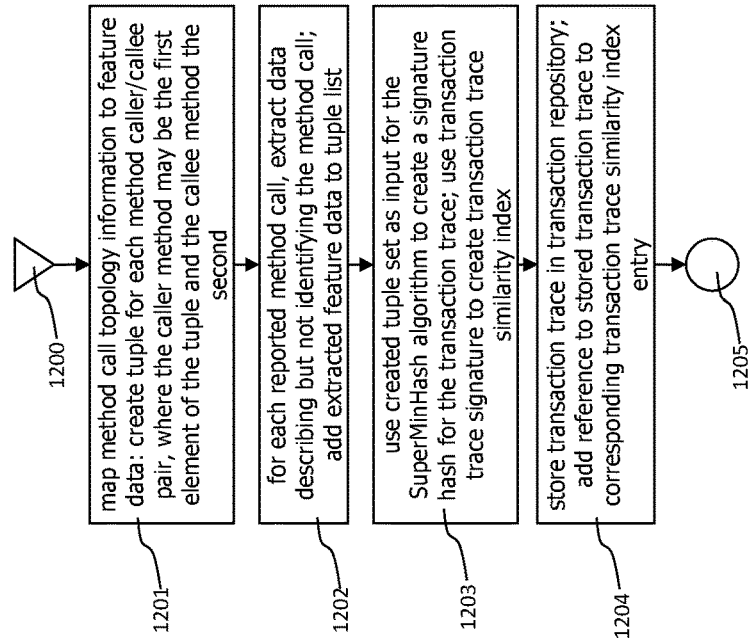 1200
map method call topology information to feature
data: create tuple for each method caller/callee
pair, where the caller method may be the first
element of the tuple and the callee method the
second
1201
for each reported method call, extract data
describing but not identifying the method call;
add extracted feature data to tuple list
1202
use created tuple set as input for the
SuperMinHash algorithm to create a signature
hash for the transaction trace; use transaction
trace signature to create transaction trace
similarity index
1203
store transaction trace in transaction repository;
add reference to stored transaction trace to
corresponding transaction trace similarity index
entry
1204
1205